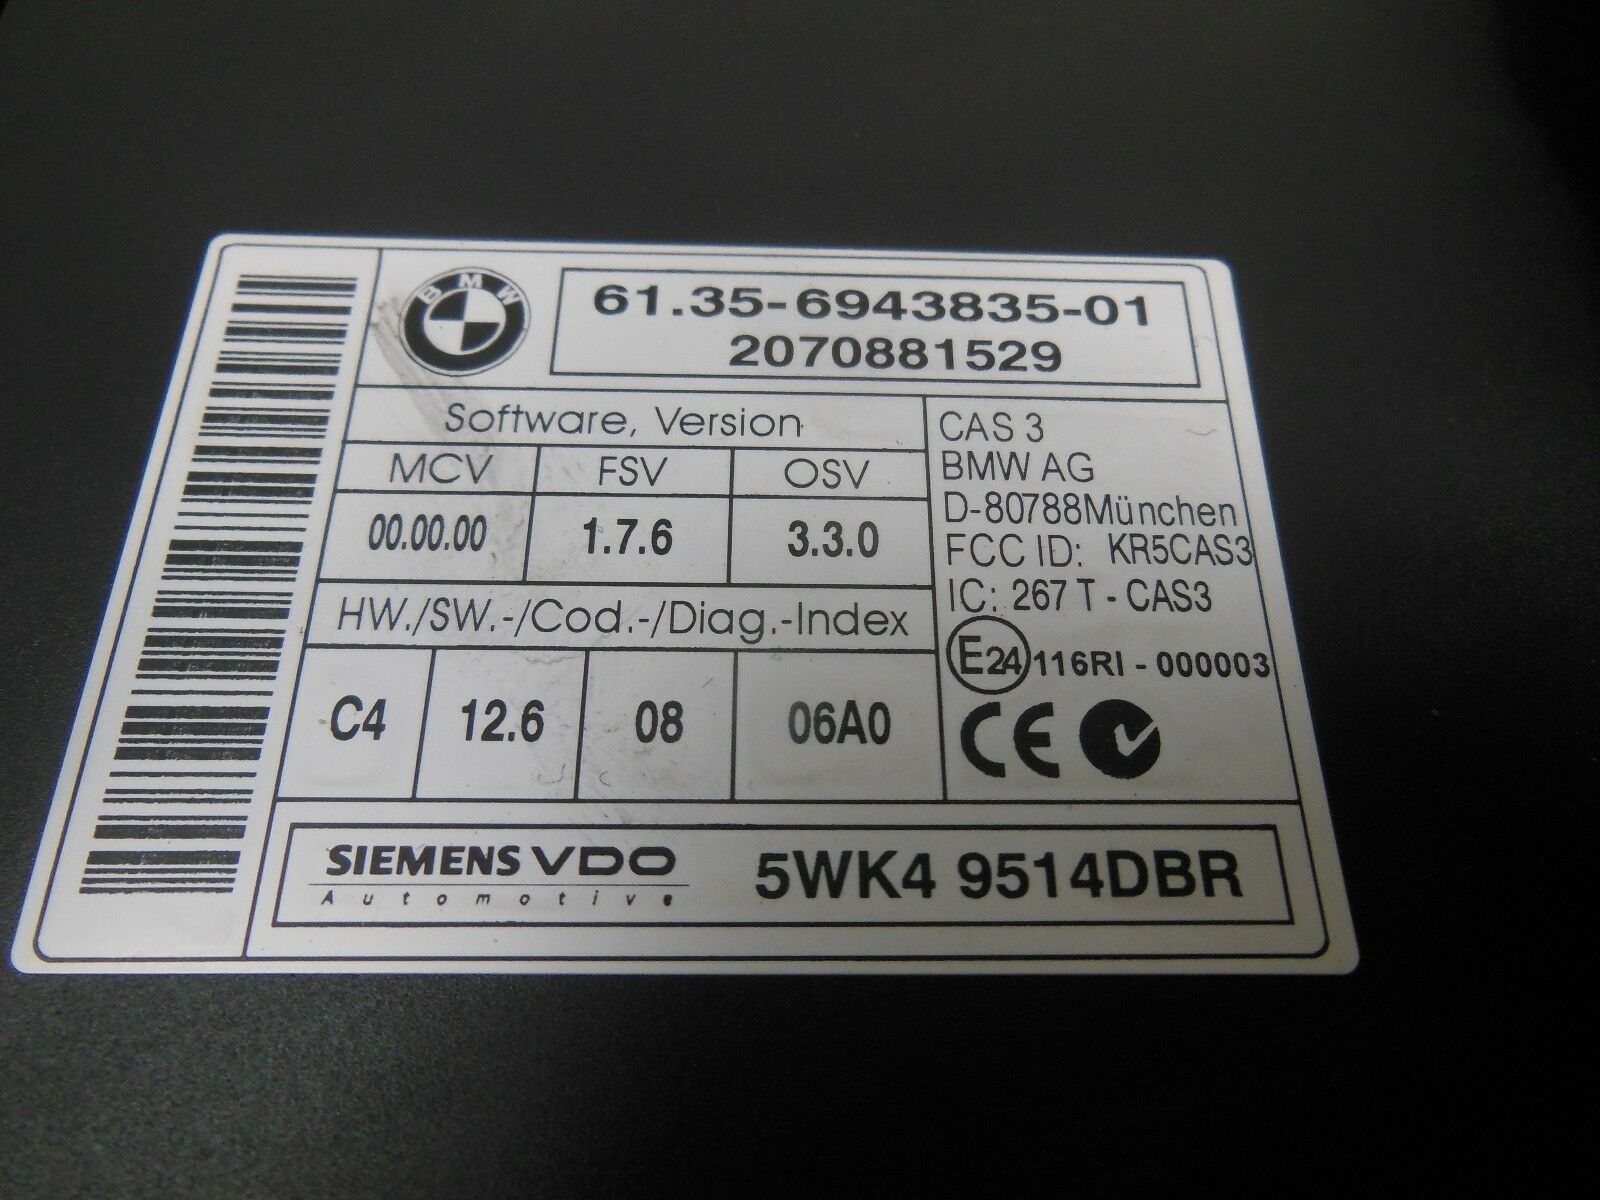 BMW
61.35-6943835-01
2070881529
Software, Version
MCV FSV OSV
00.00.00 1.7.6 3.3.0
HW./SW.-/Cod.-/Diag.-Index
C4 12.6 08 06A0
CAS 3
BMW AG
D-80788München
FCC ID: KR5CAS3
IC: 267 T - CAS3
E24 116RI - 000003
CE
SIEMENS VDO
Automotive
5WK4 9514DBR